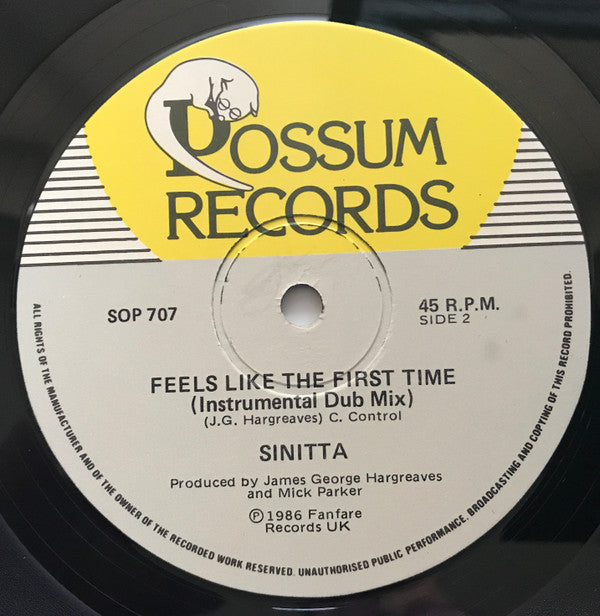 POSSUM
RECORDS
SOP 707
45 R.P.M.
SIDE 2
FEELS LIKE THE FIRST TIME
(Instrumental Dub Mix)
(J.G. Hargreaves) C. Control
SINITTA
Produced by James George Hargreaves
and Mick Parker
Ⓟ 1986 Fanfare
Records UK
ALL RIGHTS OF THE MANUFACTURER AND OF THE OWNER OF THE RECORDED WORK RESERVED. UNAUTHORISED PUBLIC PERFORMANCE, BROADCASTING AND COPYING OF THIS RECORD PROHIBITED.